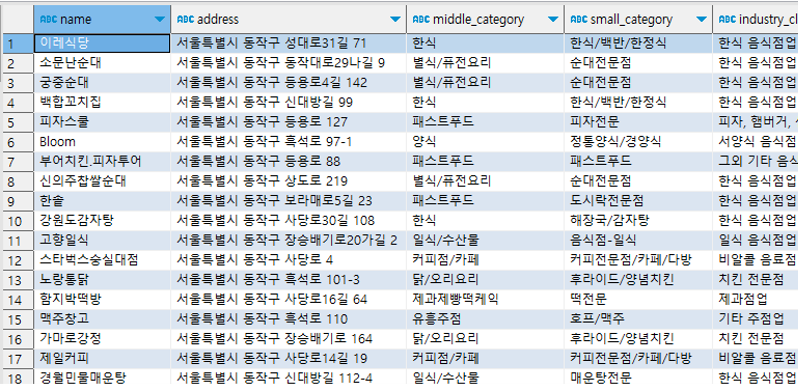 ABC name ABC address ABC middle_category ABC small_category ABC industry_cl
1 이레식당 서울특별시 동작구 성대로31길 71 한식 한식/백반/한정식 한식 음식점업
2 소문난순대 서울특별시 동작구 동작대로29나길 9 별식/퓨전요리 순대전문점 한식 음식점업
3 궁중순대 서울특별시 동작구 등용로4길 142 별식/퓨전요리 순대전문점 한식 음식점업
4 백합꼬치집 서울특별시 동작구 신대방길 99 한식 한식/백반/한정식 한식 음식점업
5 피자스쿨 서울특별시 동작구 등용로 127 패스트푸드 피자전문 피자, 햄버거,
6 Bloom 서울특별시 동작구 흑석로 97-1 양식 정통양식/경양식 서양식 음식점
7 부어치킨.피자투어 서울특별시 동작구 등용로 88 패스트푸드 패스트푸드 그외 기타 음식
8 신의주찹쌀순대 서울특별시 동작구 상도로 219 별식/퓨전요리 순대전문점 한식 음식점업
9 한솥 서울특별시 동작구 보라매로5길 23 패스트푸드 도시락전문점 한식 음식점업
10 강원도감자탕 서울특별시 동작구 사당로30길 108 한식 해장국/감자탕 한식 음식점업
11 고향일식 서울특별시 동작구 장승배기로20가길 2 일식/수산물 음식점-일식 일식 음식점업
12 스타벅스숭실대점 서울특별시 동작구 사당로 4 커피점/카페 커피전문점/카페/다방 비알콜 음료점
13 노랑통닭 서울특별시 동작구 흑석로 101-3 닭/오리요리 후라이드/양념치킨 치킨 전문점
14 함지박떡방 서울특별시 동작구 사당로16길 64 제과제빵떡케익 떡전문 제과점업
15 맥주창고 서울특별시 동작구 흑석로 110 유흥주점 호프/맥주 기타 주점업
16 가마로강정 서울특별시 동작구 장승배기로 164 닭/오리요리 후라이드/양념치킨 치킨 전문점
17 제일커피 서울특별시 동작구 사당로14길 19 커피점/카페 커피전문점/카페/다방 비알콜 음료점
18 경월민물매운탕 서울특별시 동작구 신대방길 112-4 일식/수산물 매운탕전문 한식 음식점업